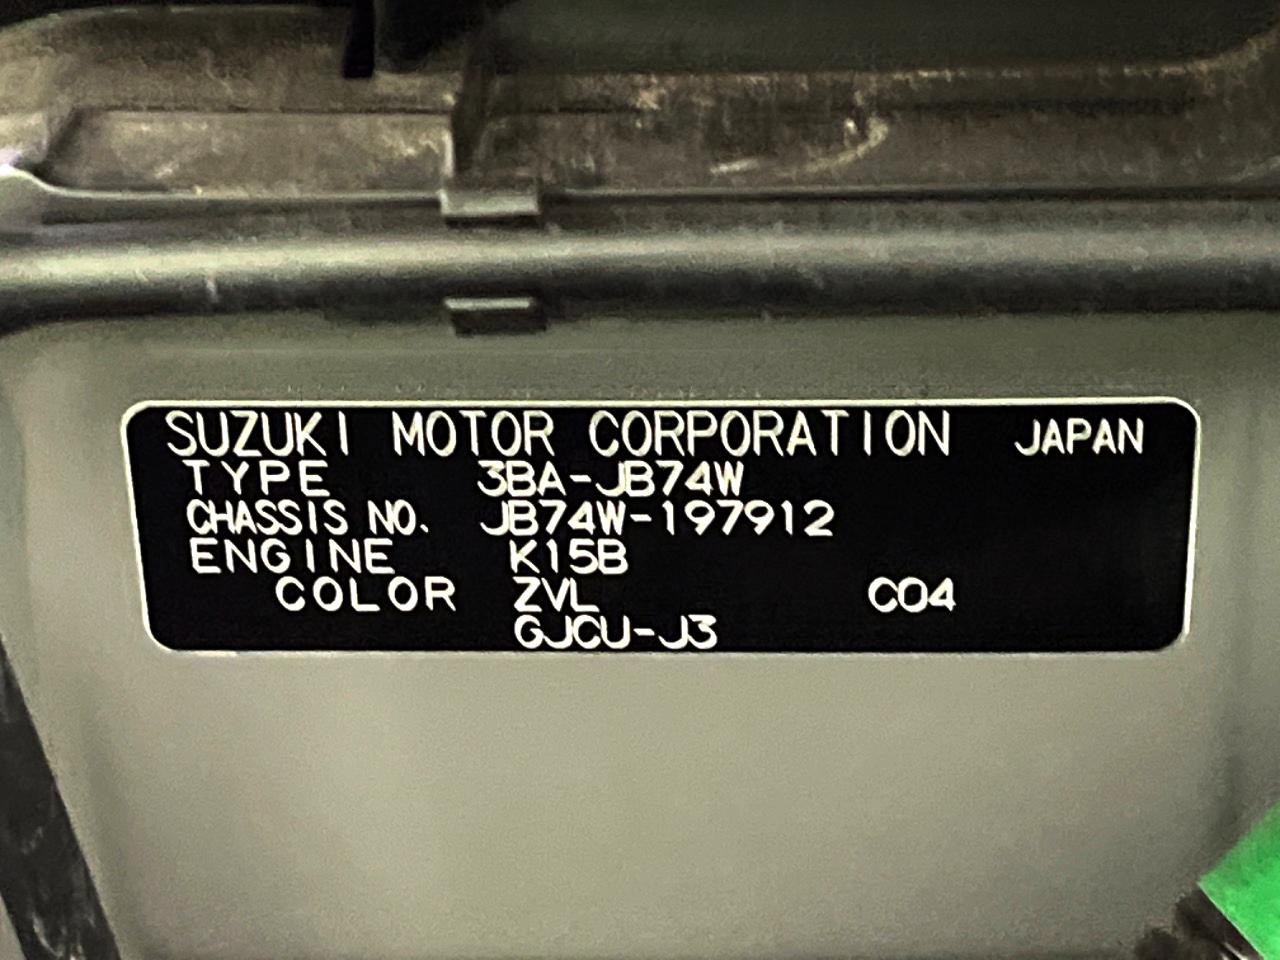 SUZUKI MOTOR CORPORATION JAPAN
TYPE 3BA-JB74W
CHASSIS NO. JB74W-197912
ENGINE K15B
COLOR ZVL C04
GJCU-J3